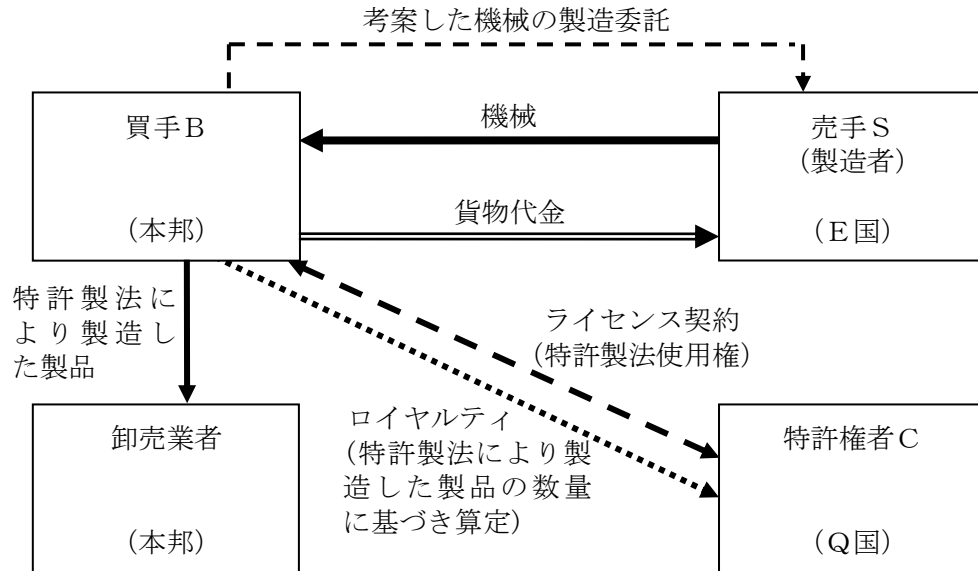 考案した機械の製造委託
買手Ｂ
（本邦）
機械
貨物代金
売手Ｓ
（製造者）
（Ｅ国）
特許製法に
より製造し
た製品
ライセンス契約
（特許製法使用権）
ロイヤルティ
（特許製法により製
造した製品の数量
に基づき算定）
卸売業者
（本邦）
特許権者Ｃ
（Ｑ国）